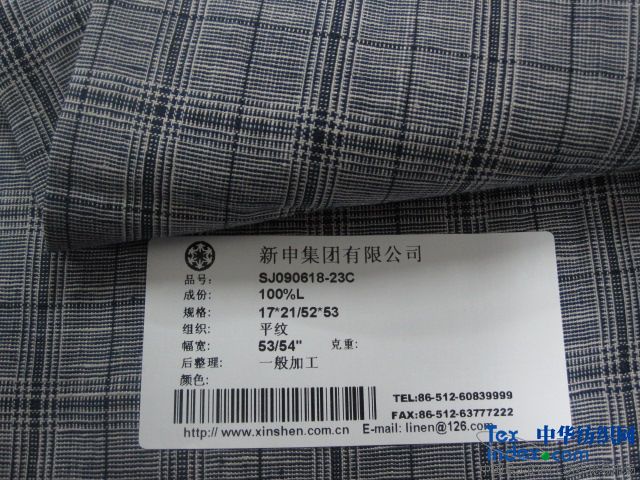 新申集团有限公司
品号: SJ090618-23C
成份: 100%L
规格: 17*21/52*53
组织: 平纹
幅宽: 53/54" 克重:
后整理: 一般加工
颜色:
TEL:86-512-60839999
FAX:86-512-63777222
http:// www.xinshen.com.cn E-mail: linen@126.com
Tex 中华纺织网
index.com